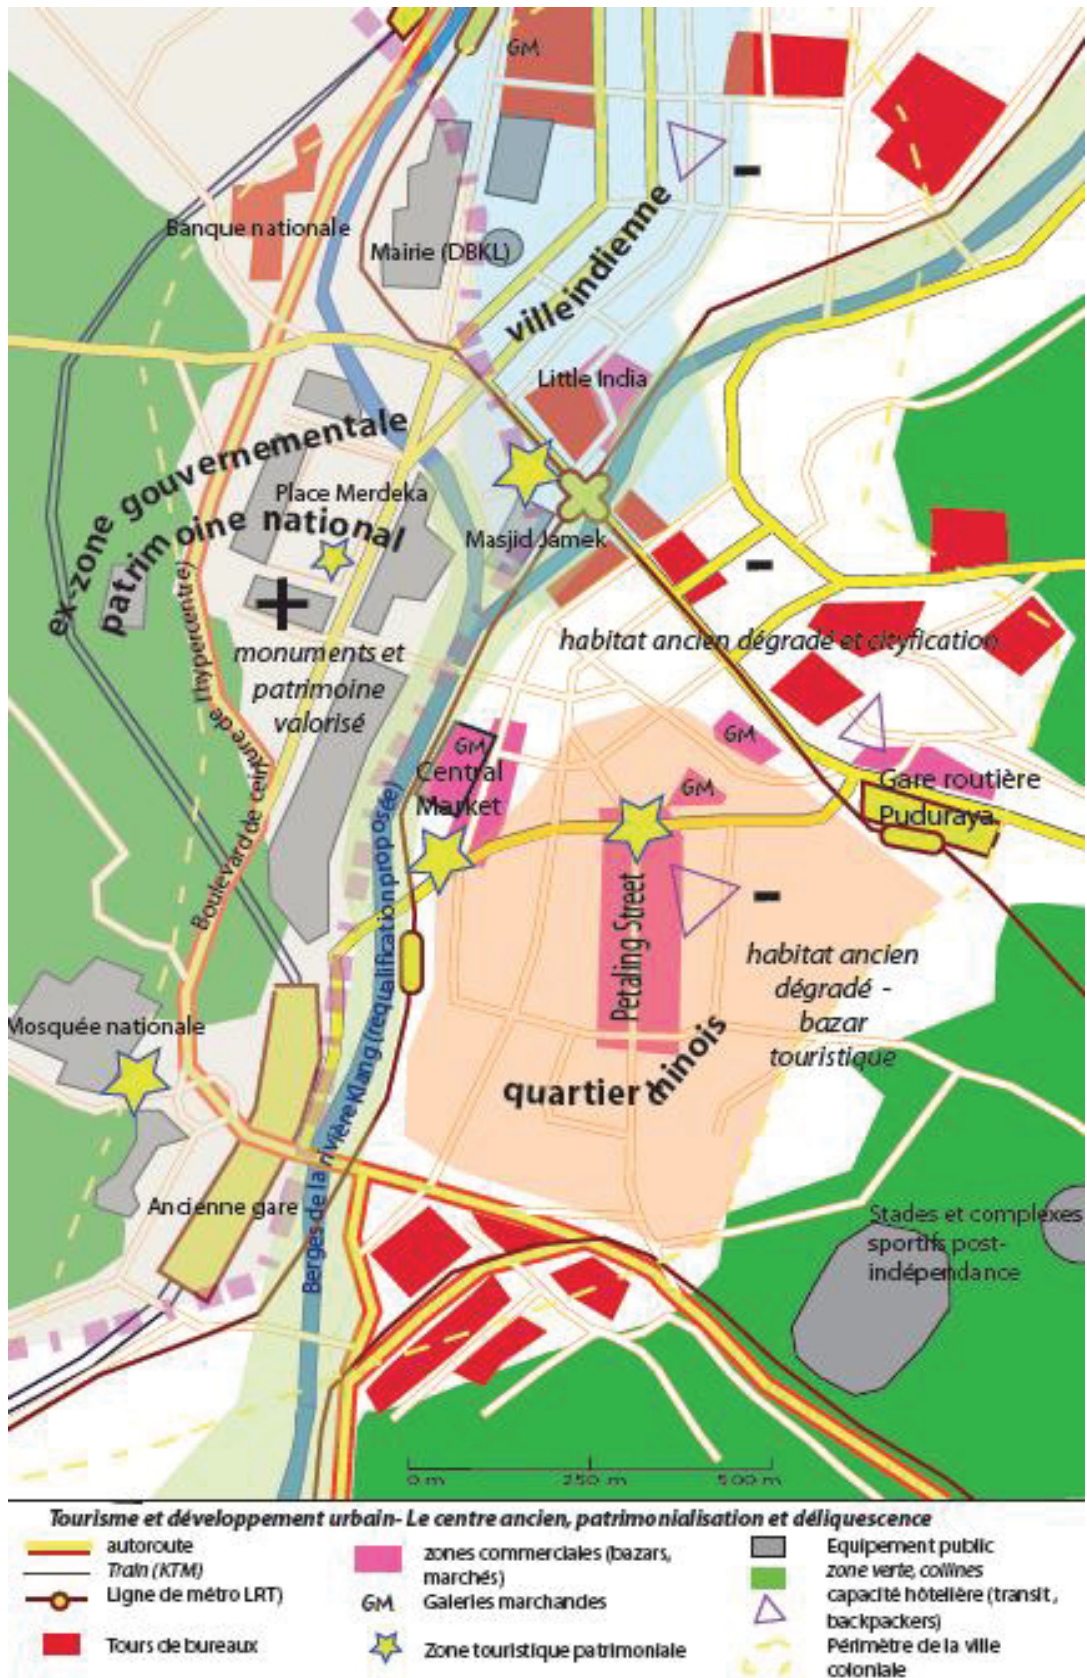 GM
Banque nationale
Mairie (DBKL)
ville indienne
Little India
ex-zone gouvernementale
patrimoine national
Place Merdeka
Masjid Jamek
monuments et
patrimoine
valorisé
habitat ancien dégradé et cityfication
Boulevard de ceinture de l'hypercentre)
GM
Central
Market
GM
GM
Gare routière
Puduraya
Petaling Street
habitat ancien
dégradé -
bazar
touristique
quartier chinois
Mosquée nationale
Berges de la rivière Klang (requalification proposée)
Ancienne gare
Stades et complexes
sportifs post-
indépendance
0 m 250 m 500 m
Tourisme et développement urbain- Le centre ancien, patrimonialisation et déliquescence
autoroute
Train (KTM)
Ligne de métro LRT)
Tours de bureaux
zones commerciales (bazars,
marchés)
GM Galeries marchandes
Zone touristique patrimoniale
Equipement public
zone verte, collines
capacité hôtelière (transit,
backpackers)
Périmètre de la ville
coloniale